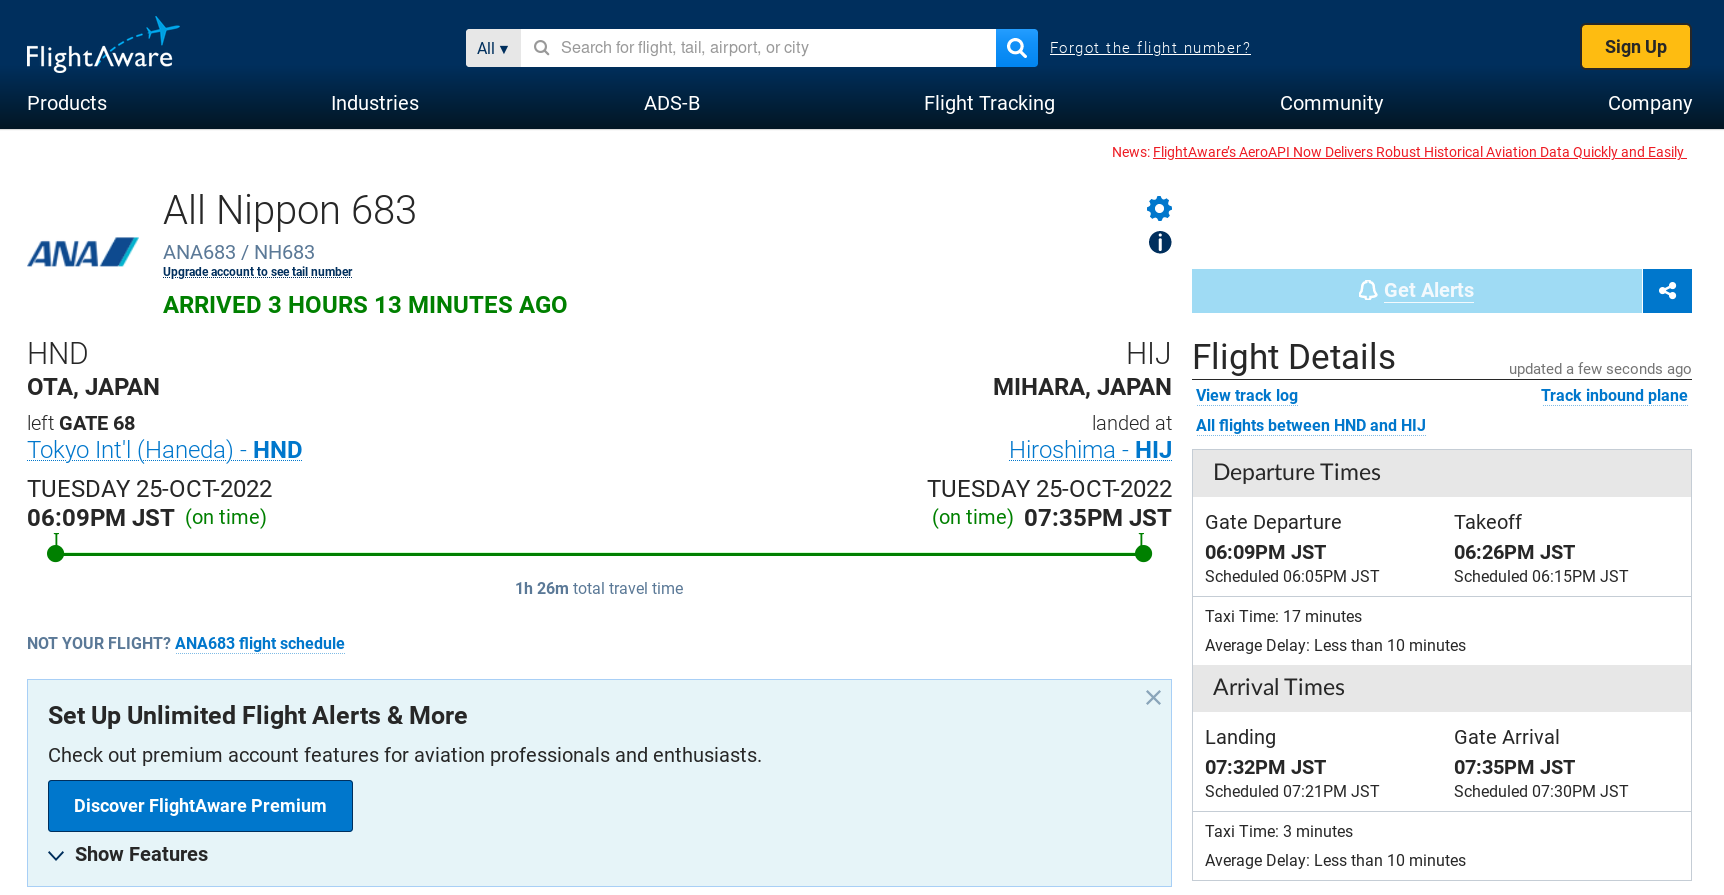 FlightAware
All ▾ Search for flight, tail, airport, or city Forgot the flight number? Sign Up
Products Industries ADS-B Flight Tracking Community Company
News: FlightAware's AeroAPI Now Delivers Robust Historical Aviation Data Quickly and Easily
ANA
All Nippon 683
ANA683 / NH683
Upgrade account to see tail number
ARRIVED 3 HOURS 13 MINUTES AGO
HND HIJ
OTA, JAPAN MIHARA, JAPAN
left GATE 68 landed at
Tokyo Int'l (Haneda) - HND Hiroshima - HIJ
TUESDAY 25-OCT-2022 TUESDAY 25-OCT-2022
06:09PM JST (on time) (on time) 07:35PM JST
1h 26m total travel time
NOT YOUR FLIGHT? ANA683 flight schedule
Set Up Unlimited Flight Alerts & More
Check out premium account features for aviation professionals and enthusiasts.
Discover FlightAware Premium
Show Features
Get Alerts
Flight Details updated a few seconds ago
View track log Track inbound plane
All flights between HND and HIJ
Departure Times
Gate Departure Takeoff
06:09PM JST 06:26PM JST
Scheduled 06:05PM JST Scheduled 06:15PM JST
Taxi Time: 17 minutes
Average Delay: Less than 10 minutes
Arrival Times
Landing Gate Arrival
07:32PM JST 07:35PM JST
Scheduled 07:21PM JST Scheduled 07:30PM JST
Taxi Time: 3 minutes
Average Delay: Less than 10 minutes